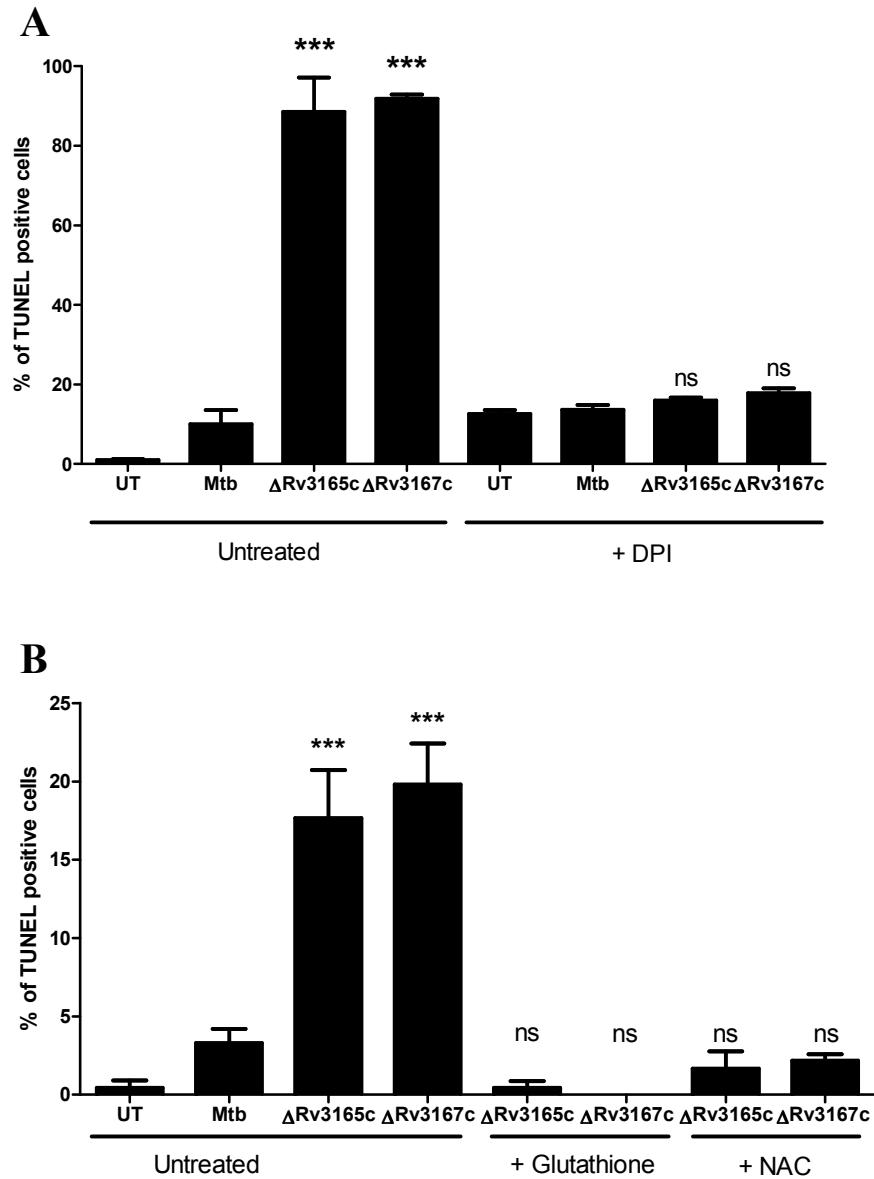 A
*** ***
100
80
60
40
20
0
% of TUNEL positive cells
ns ns
UT Mtb ΔRv3165c ΔRv3167c UT Mtb ΔRv3165c ΔRv3167c
Untreated + DPI
B
25
20
15
10
5
0
% of TUNEL positive cells
*** ***
ns ns ns ns
UT Mtb ΔRv3165c ΔRv3167c ΔRv3165c ΔRv3167c ΔRv3165c ΔRv3167c
Untreated + Glutathione + NAC